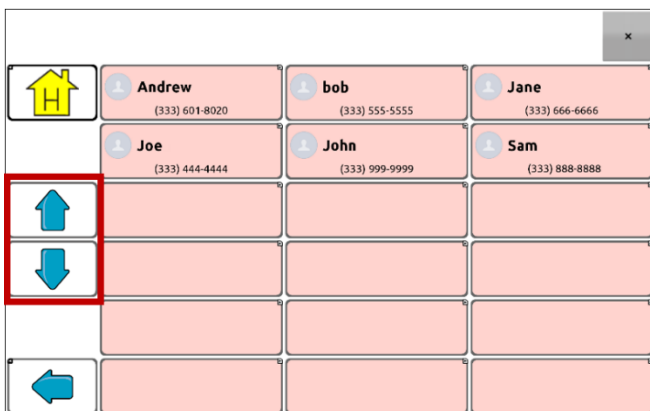 ×
H
Andrew
(333) 601-8020
bob
(333) 555-5555
Jane
(333) 666-6666
Joe
(333) 444-4444
John
(333) 999-9999
Sam
(333) 888-8888